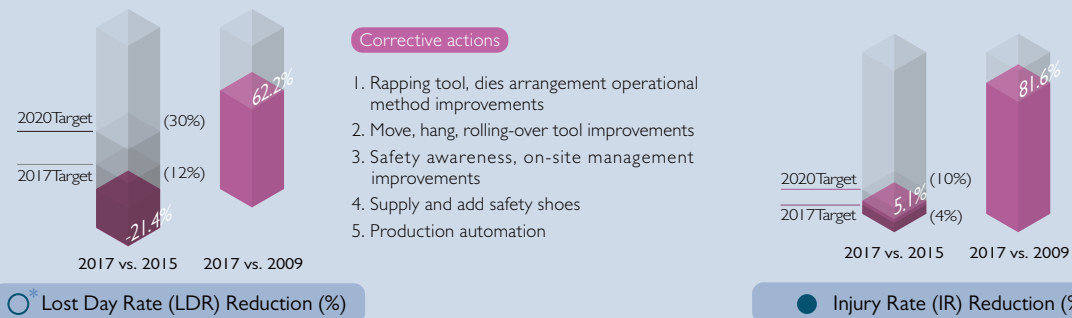 62.2%
2020Target
(30%)
2017Target
(12%)
-21.4%
2017 vs. 2015
2017 vs. 2009
* Lost Day Rate (LDR) Reduction (%)
Corrective actions
1. Rapping tool, dies arrangement operational
method improvements
2. Move, hang, rolling-over tool improvements
3. Safety awareness, on-site management
improvements
4. Supply and add safety shoes
5. Production automation
81.6%
2020Target
(10%)
5.1%
2017Target
(4%)
2017 vs. 2015
2017 vs. 2009
Injury Rate (IR) Reduction (%